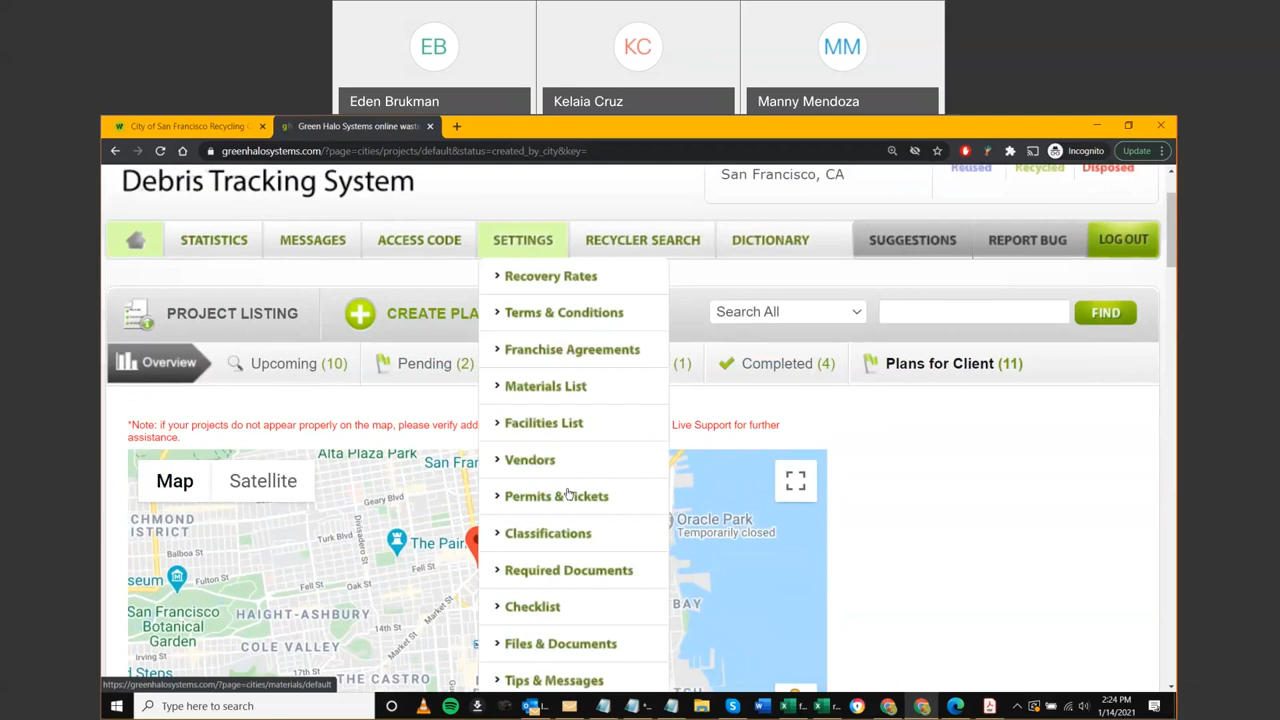 EB
KC
MM
Eden Brukman
Kelaia Cruz
Manny Mendoza
City of San Francisco Recycling
Green Halo Systems online wast
greenhalosystems.com/?page=cities/projects/default&status=created_by_city&key=
Incognito
Update
Debris Tracking System
San Francisco, CA
Reused
Recycled
Disposed
STATISTICS
MESSAGES
ACCESS CODE
SETTINGS
RECYCLER SEARCH
DICTIONARY
SUGGESTIONS
REPORT BUG
LOG OUT
PROJECT LISTING
CREATE PLA
Search All
FIND
Overview
Upcoming (10)
Pending (2)
(1)
Completed (4)
Plans for Client (11)
Recovery Rates
Terms & Conditions
Franchise Agreements
Materials List
Facilities List
Vendors
Permits & Tickets
Classifications
Required Documents
Checklist
Files & Documents
Tips & Messages
*Note: if your projects do not appear properly on the map, please verify add
Live Support for further
assistance.
Map
Satellite
Alta Plaza Park
San Fran
Geary Blvd
CHMOND
ISTRICT
Turk Blvd
Divisadero St
The Pain
Oracle Park
Temporarily closed
useum
Fulton St
Fell St
San Francisco
Botanical
Garden
Oak St
HAIGHT-ASHBURY
Market St
14th St
COLE VALLEY
BAY
Irving St
d Steps
THE CASTRO
https://greenhalosystems.com/?page=cities/materials/default
Type here to search
2:24 PM
1/14/2021